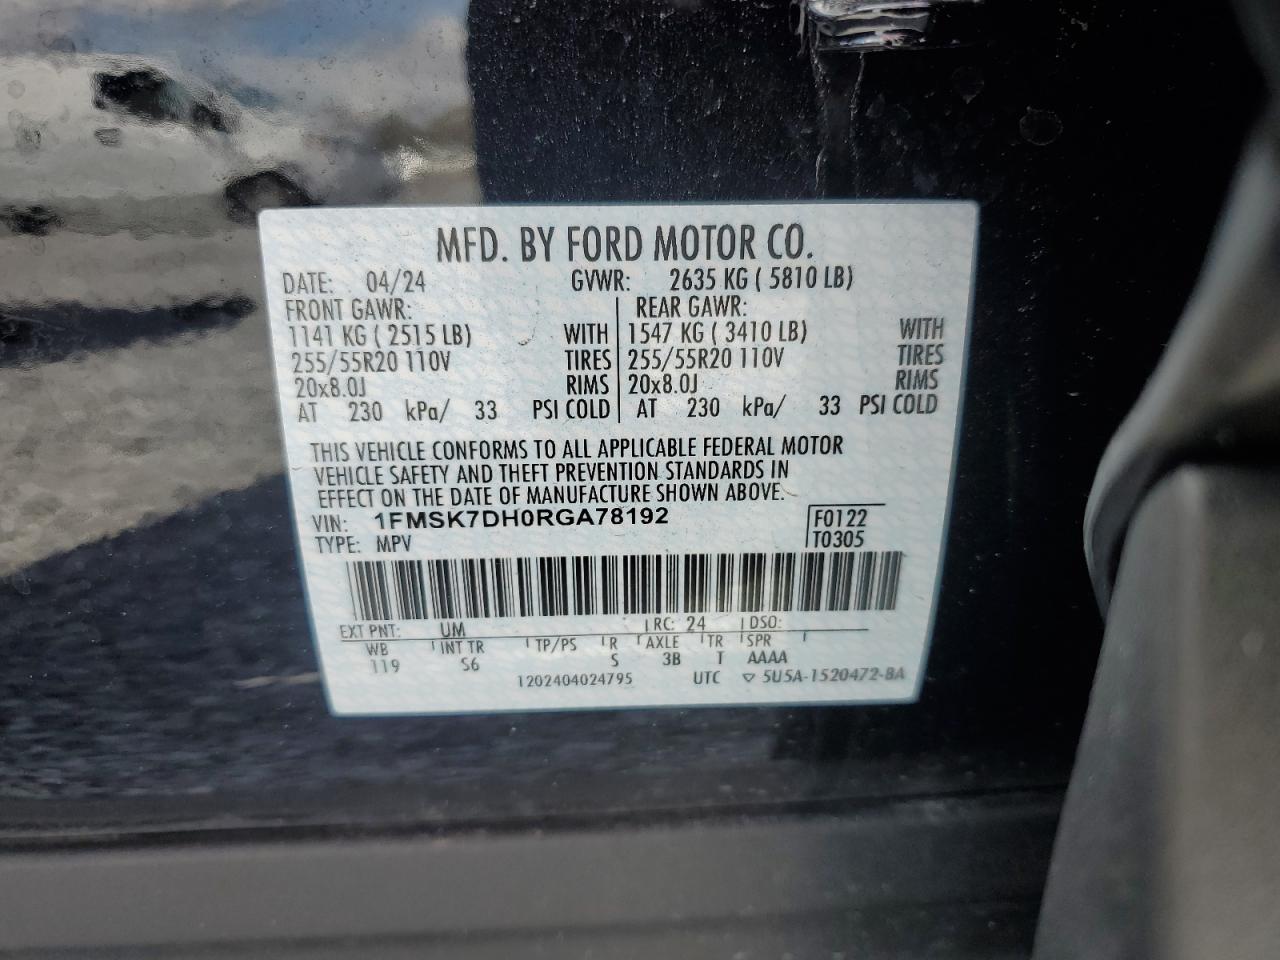 MFD. BY FORD MOTOR CO.
DATE: 04/24 GVWR: 2635 KG ( 5810 LB)
FRONT GAWR: REAR GAWR:
1141 KG ( 2515 LB) WITH 1547 KG ( 3410 LB) WITH
255/55R20 110V TIRES 255/55R20 110V TIRES
20x8.0J RIMS 20x8.0J RIMS
AT 230 kPa/ 33 PSI COLD AT 230 kPa/ 33 PSI COLD
THIS VEHICLE CONFORMS TO ALL APPLICABLE FEDERAL MOTOR
VEHICLE SAFETY AND THEFT PREVENTION STANDARDS IN
EFFECT ON THE DATE OF MANUFACTURE SHOWN ABOVE.
VIN: 1FMSK7DH0RGA78192 F0122
TYPE: MPV T0305
EXT PNT: UM RC: 24 DSO:
WB INT TR TP/PS R AXLE TR SPR
119 S6 S 3B T AAAA
1202404024795 UTC ▽ 5U5A-1520472-BA